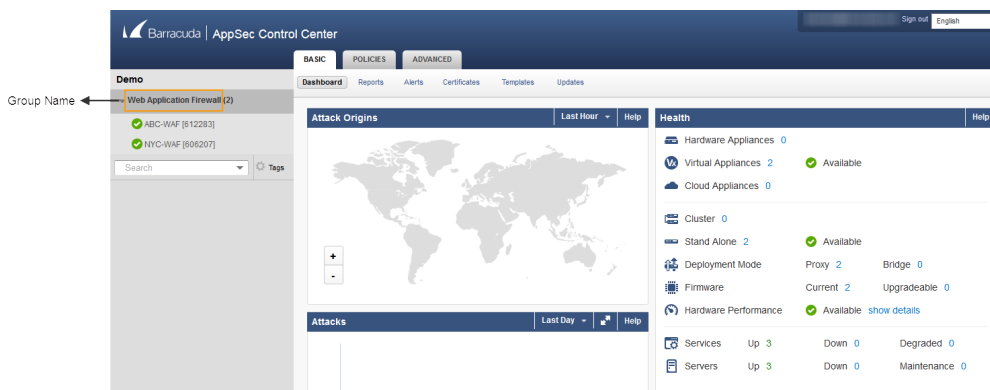 Sign out English
Barracuda | AppSec Control Center
BASIC POLICIES ADVANCED
Demo
Dashboard Reports Alerts Certificates Templates Updates
Group Name
Web Application Firewall (2)
ABC-WAF [612283]
NYC-WAF [606207]
Search Tags
Attack Origins Last Hour Help
+
-
Attacks Last Day Help
Health Help
Hardware Appliances 0
Vx Virtual Appliances 2 Available
Cloud Appliances 0
Cluster 0
Stand Alone 2 Available
Deployment Mode Proxy 2 Bridge 0
Firmware Current 2 Upgradeable 0
Hardware Performance Available show details
Services Up 3 Down 0 Degraded 0
Servers Up 3 Down 0 Maintenance 0